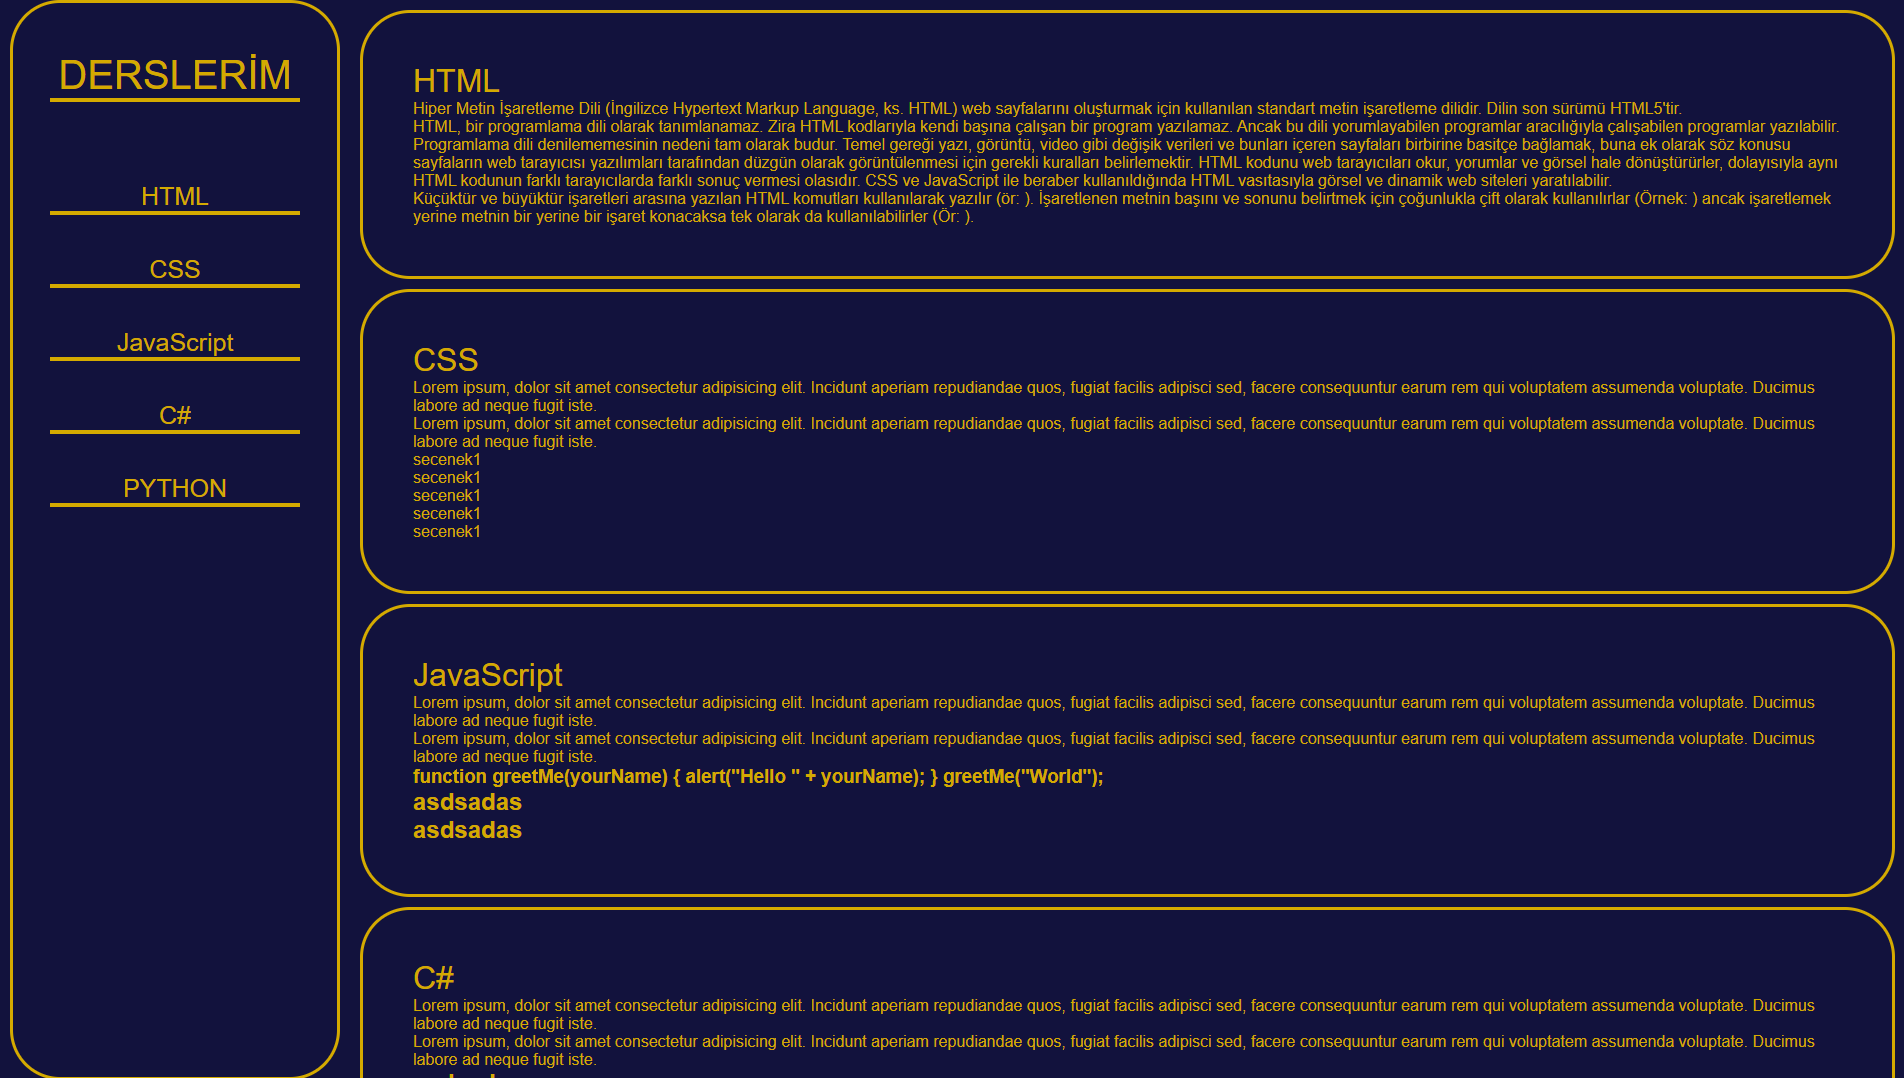 DERSLERİM
HTML
CSS
JavaScript
C#
PYTHON
HTML
Hiper Metin İşaretleme Dili (İngilizce Hypertext Markup Language, ks. HTML) web sayfalarını oluşturmak için kullanılan standart metin işaretleme dilidir. Dilin son sürümü HTML5'tir.
HTML, bir programlama dili olarak tanımlanamaz. Zira HTML kodlarıyla kendi başına çalışan bir program yazılamaz. Ancak bu dili yorumlayabilen programlar aracılığıyla çalışabilen programlar yazılabilir.
Programlama dili denilememesinin nedeni tam olarak budur. Temel gereği yazı, görüntü, video gibi değişik verileri ve bunları içeren sayfaları birbirine basitçe bağlamak, buna ek olarak söz konusu
sayfaların web tarayıcısı yazılımları tarafından düzgün olarak görüntülenmesi için gerekli kuralları belirlemektir. HTML kodunu web tarayıcıları okur, yorumlar ve görsel hale dönüştürürler, dolayısıyla aynı
HTML kodunun farklı tarayıcılarda farklı sonuç vermesi olasıdır. CSS ve JavaScript ile beraber kullanıldığında HTML vasıtasıyla görsel ve dinamik web siteleri yaratılabilir.
Küçüktür ve büyüktür işaretleri arasına yazılan HTML komutları kullanılarak yazılır (ör: ). İşaretlenen metnin başını ve sonunu belirtmek için çoğunlukla çift olarak kullanılırlar (Örnek: ) ancak işaretlemek
yerine metnin bir yerine bir işaret konacaksa tek olarak da kullanılabilirler (Ör: ).
CSS
Lorem ipsum, dolor sit amet consectetur adipisicing elit. Incidunt aperiam repudiandae quos, fugiat facilis adipisci sed, facere consequuntur earum rem qui voluptatem assumenda voluptate. Ducimus
labore ad neque fugit iste.
Lorem ipsum, dolor sit amet consectetur adipisicing elit. Incidunt aperiam repudiandae quos, fugiat facilis adipisci sed, facere consequuntur earum rem qui voluptatem assumenda voluptate. Ducimus
labore ad neque fugit iste.
secenek1
secenek1
secenek1
secenek1
secenek1
JavaScript
Lorem ipsum, dolor sit amet consectetur adipisicing elit. Incidunt aperiam repudiandae quos, fugiat facilis adipisci sed, facere consequuntur earum rem qui voluptatem assumenda voluptate. Ducimus
labore ad neque fugit iste.
Lorem ipsum, dolor sit amet consectetur adipisicing elit. Incidunt aperiam repudiandae quos, fugiat facilis adipisci sed, facere consequuntur earum rem qui voluptatem assumenda voluptate. Ducimus
labore ad neque fugit iste.
function greetMe(yourName) { alert("Hello " + yourName); } greetMe("World");
asdsadas
asdsadas
C#
Lorem ipsum, dolor sit amet consectetur adipisicing elit. Incidunt aperiam repudiandae quos, fugiat facilis adipisci sed, facere consequuntur earum rem qui voluptatem assumenda voluptate. Ducimus
labore ad neque fugit iste.
Lorem ipsum, dolor sit amet consectetur adipisicing elit. Incidunt aperiam repudiandae quos, fugiat facilis adipisci sed, facere consequuntur earum rem qui voluptatem assumenda voluptate. Ducimus
labore ad neque fugit iste.